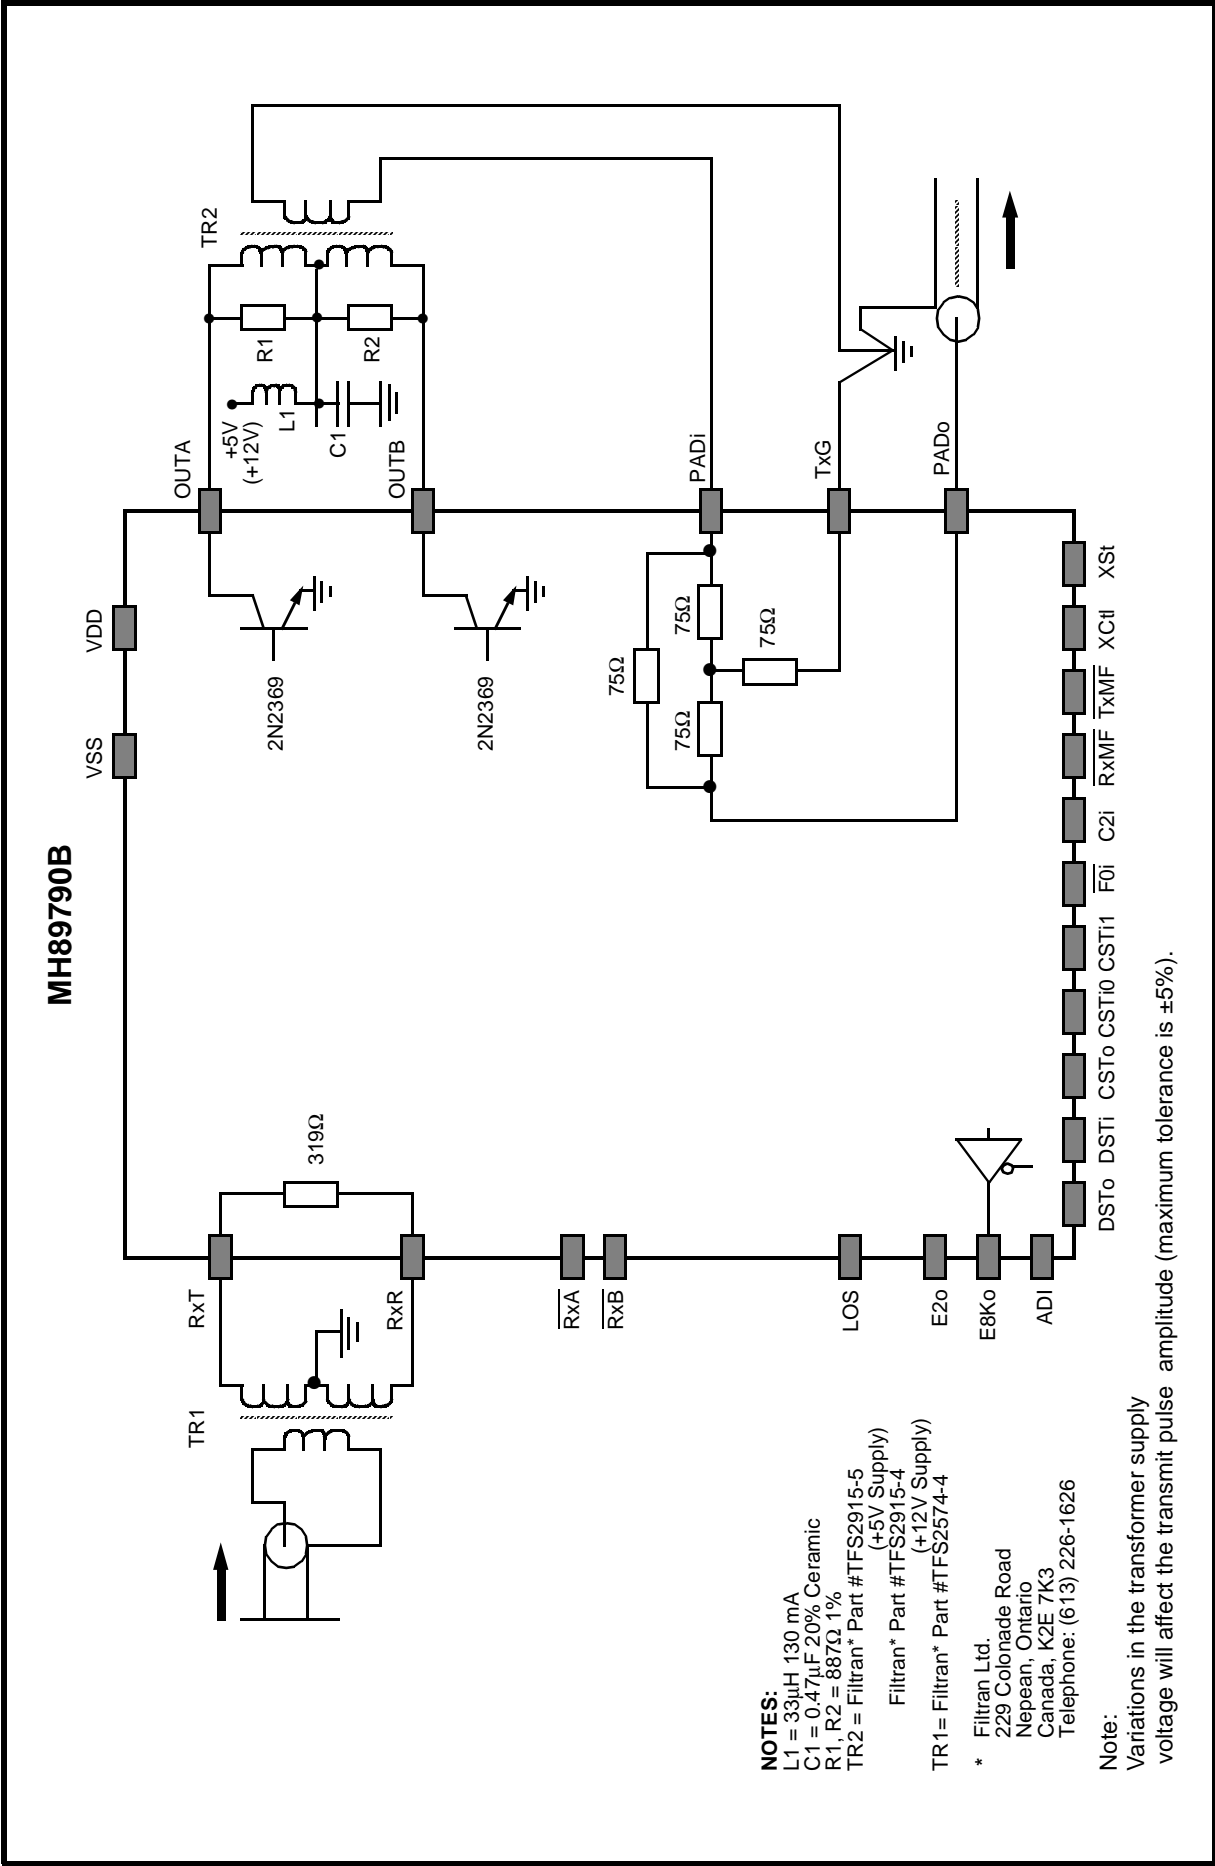 MH89790B
VSS
VDD
TR1
RxT
RxR
319Ω
2N2369
2N2369
OUTA
OUTB
+5V
(+12V)
L1
C1
R1
R2
TR2
RxA
RxB
75Ω
75Ω
75Ω
75Ω
PADi
TxG
PADo
LOS
E2o
E8Ko
ADI
DSTo
DSTi
CSTo
CSTi0
CSTi1
F0i
C2i
RxMF
TxMF
XCtl
XSt
NOTES:
L1 = 33µH 130 mA
C1 = 0.47µF 20% Ceramic
R1, R2 = 887Ω 1%
TR2 = Filtran* Part #TFS2915-5
(+5V Supply)
Filtran* Part #TFS2915-4
(+12V Supply)
TR1= Filtran* Part #TFS2574-4
* Filtran Ltd.
229 Colonade Road
Nepean, Ontario
Canada, K2E 7K3
Telephone: (613) 226-1626
Note:
Variations in the transformer supply
voltage will affect the transmit pulse amplitude (maximum tolerance is ±5%).